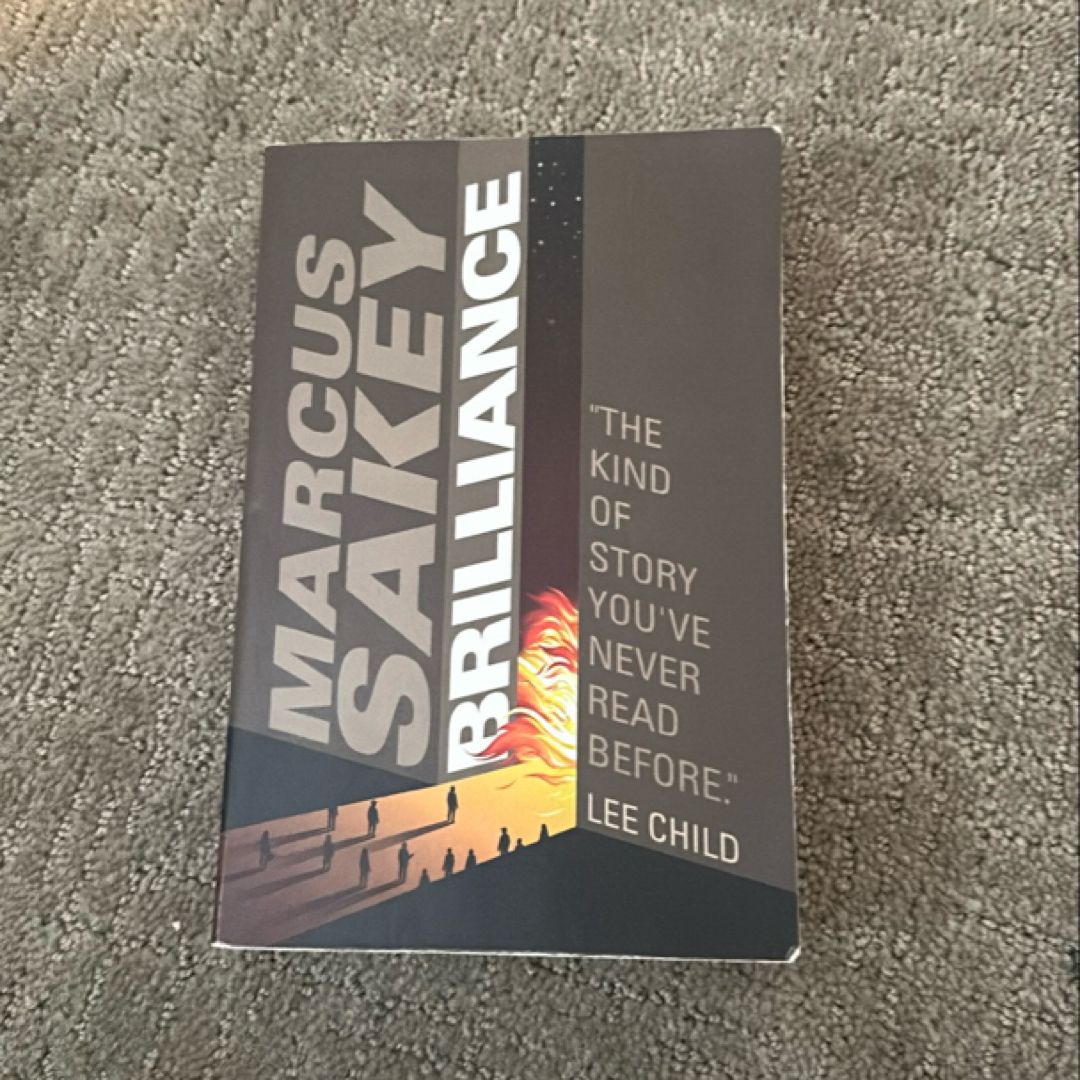 MARCUS
SAKEY
BRILLIANCE
"THE
KIND
OF
STORY
YOU'VE
NEVER
READ
BEFORE."
LEE CHILD